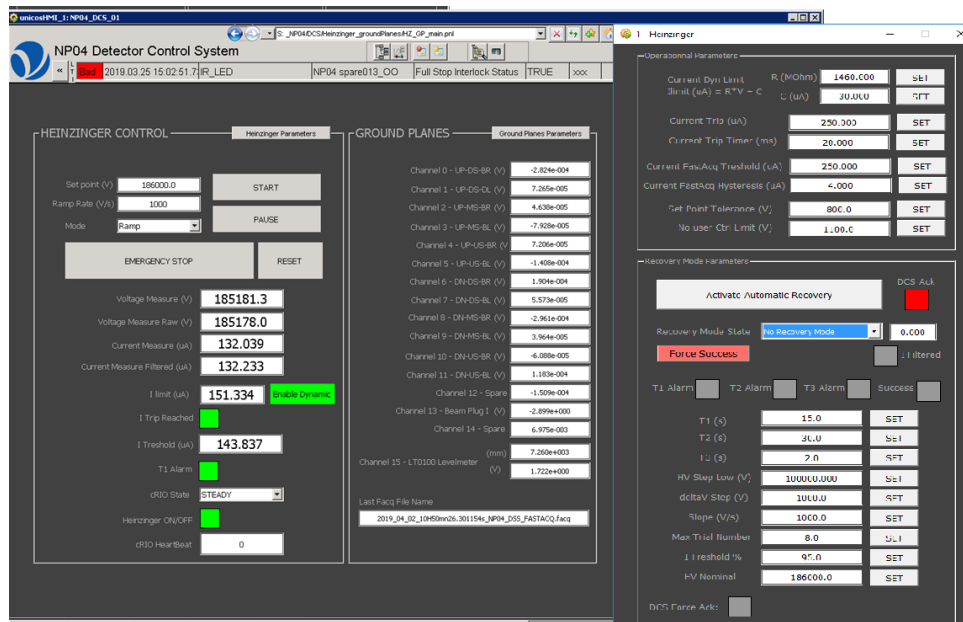 unicosHMI_1: NP04_DCS_01
S: _NP04DCS/Heinzinger_groundPlanes/HZ_GP_main.pnl
NP04 Detector Control System
« L T I Bad 2019.03.25 15:02:51.7 IR_LED NP04 spare013_OO Full Stop Interlock Status TRUE xxx
HEINZINGER CONTROL Heinzinger Parameters
Set point (V) 186000.0 START
Ramp Rate (V/s) 1000
Mode Ramp PAUSE
EMERGENCY STOP RESET
Voltage Measure (V) 185181.3
Voltage Measure Raw (V) 185178.0
Current Measure (uA) 132.039
Current Measure Filtered (uA) 132.233
I limit (uA) 151.334 Enable Dynamic
I Trip Reached
I Treshold (uA) 143.837
T1 Alarm
cRIO State STEADY
Heinzinger ON/OFF
cRIO HeartBeat 0
GROUND PLANES Ground Planes Parameters
Channel 0 - UP-DS-BR (V) -2.824e-004
Channel 1 - UP-DS-DL (V) 7.265e-005
Channel 2 - UP-MS-BR (V) 4.638e-005
Channel 3 - UP-MS-BL (V) -7.928e-005
Channel 4 - UP-US-BR (V 7.206e-005
Channel 5 - UP-US-BL (V) -1.408e-004
Channel 6 - DN-DS-BR (V) 1.904e-004
Channel 7 - DN-DS-BL (V) 5.573e-005
Channel 8 - DN-MS-BR (V) -2.961e-004
Channel 9 - DN-MS-BL (V) 3.964e-005
Channel 10 - DN-US-BR (V) -6.088e-005
Channel 11 - DN-US-BL (V) 1.183e-004
Channel 12 - Spare -1.509e-004
Channel 13 - Beam Plug I (V) -2.899e+000
Channel 14 - Spare 6.975e-003
(mm) 7.260e+003
Channel 15 - LT0100 Levelmeter
(V) 1.722e+000
Last Facq File Name
2019_04_02_10H50mn26.301154s_NP04_DSS_FASTACQ.facq
Heinzinger
Operationnal Parameters
Current Dyn Limit R (MOhm) 1460.000 SET
Ilimit (uA) = R*V + C C (uA) 30.000 SET
Current Trip (uA) 250.000 SET
Current Trip Timer (ms) 20.000 SET
Current FastAcq Treshold (uA) 250.000 SET
Current FastAcq Hysteresis (uA) 4.000 SET
Set Point Tolerance (V) 800.0 SET
No user Ctrl Limit (V) 1100.0 SET
Recovery Mode Parameters
Activate Automatic Recovery DCS Ack
Recovery Mode State No Recovery Mode 0.000
Force Success I Filtered
T1 Alarm T2 Alarm T3 Alarm Success
T1 (s) 15.0 SET
T2 (s) 30.0 SET
T3 (s) 2.0 SET
HV Step Low (V) 100000.000 SET
deltaV Step (V) 1000.0 SET
Slope (V/s) 1000.0 SET
Max Trial Number 8.0 SET
I Treshold % 95.0 SET
HV Nominal 186000.0 SET
DCS Force Ack: